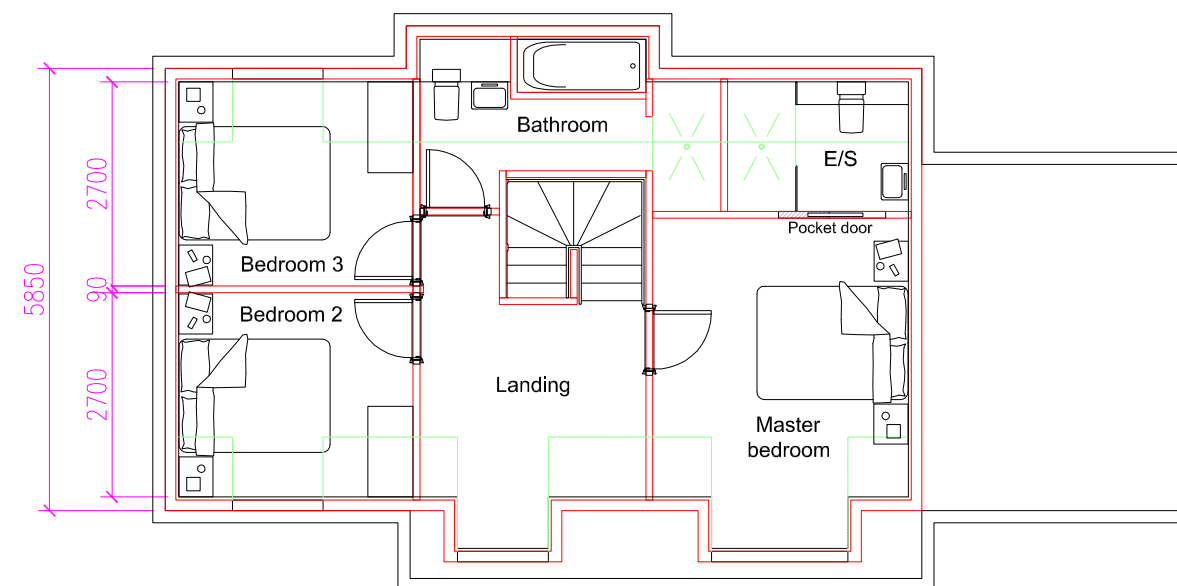 Bathroom
E/S
2700
Pocket door
Bedroom 3
5850
90
Bedroom 2
Landing
2700
Master
bedroom